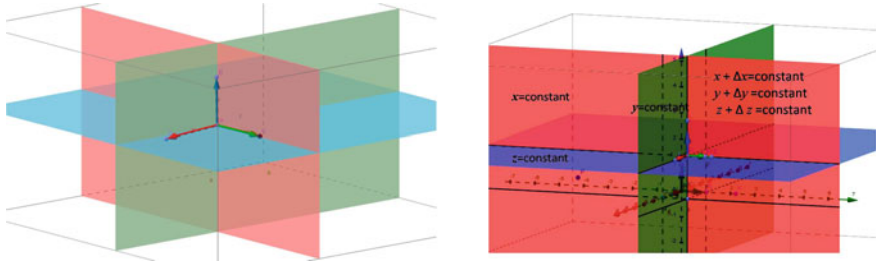 x=constant
y=constant
z=constant
x + Δx=constant
y + Δy =constant
z + Δ z =constant